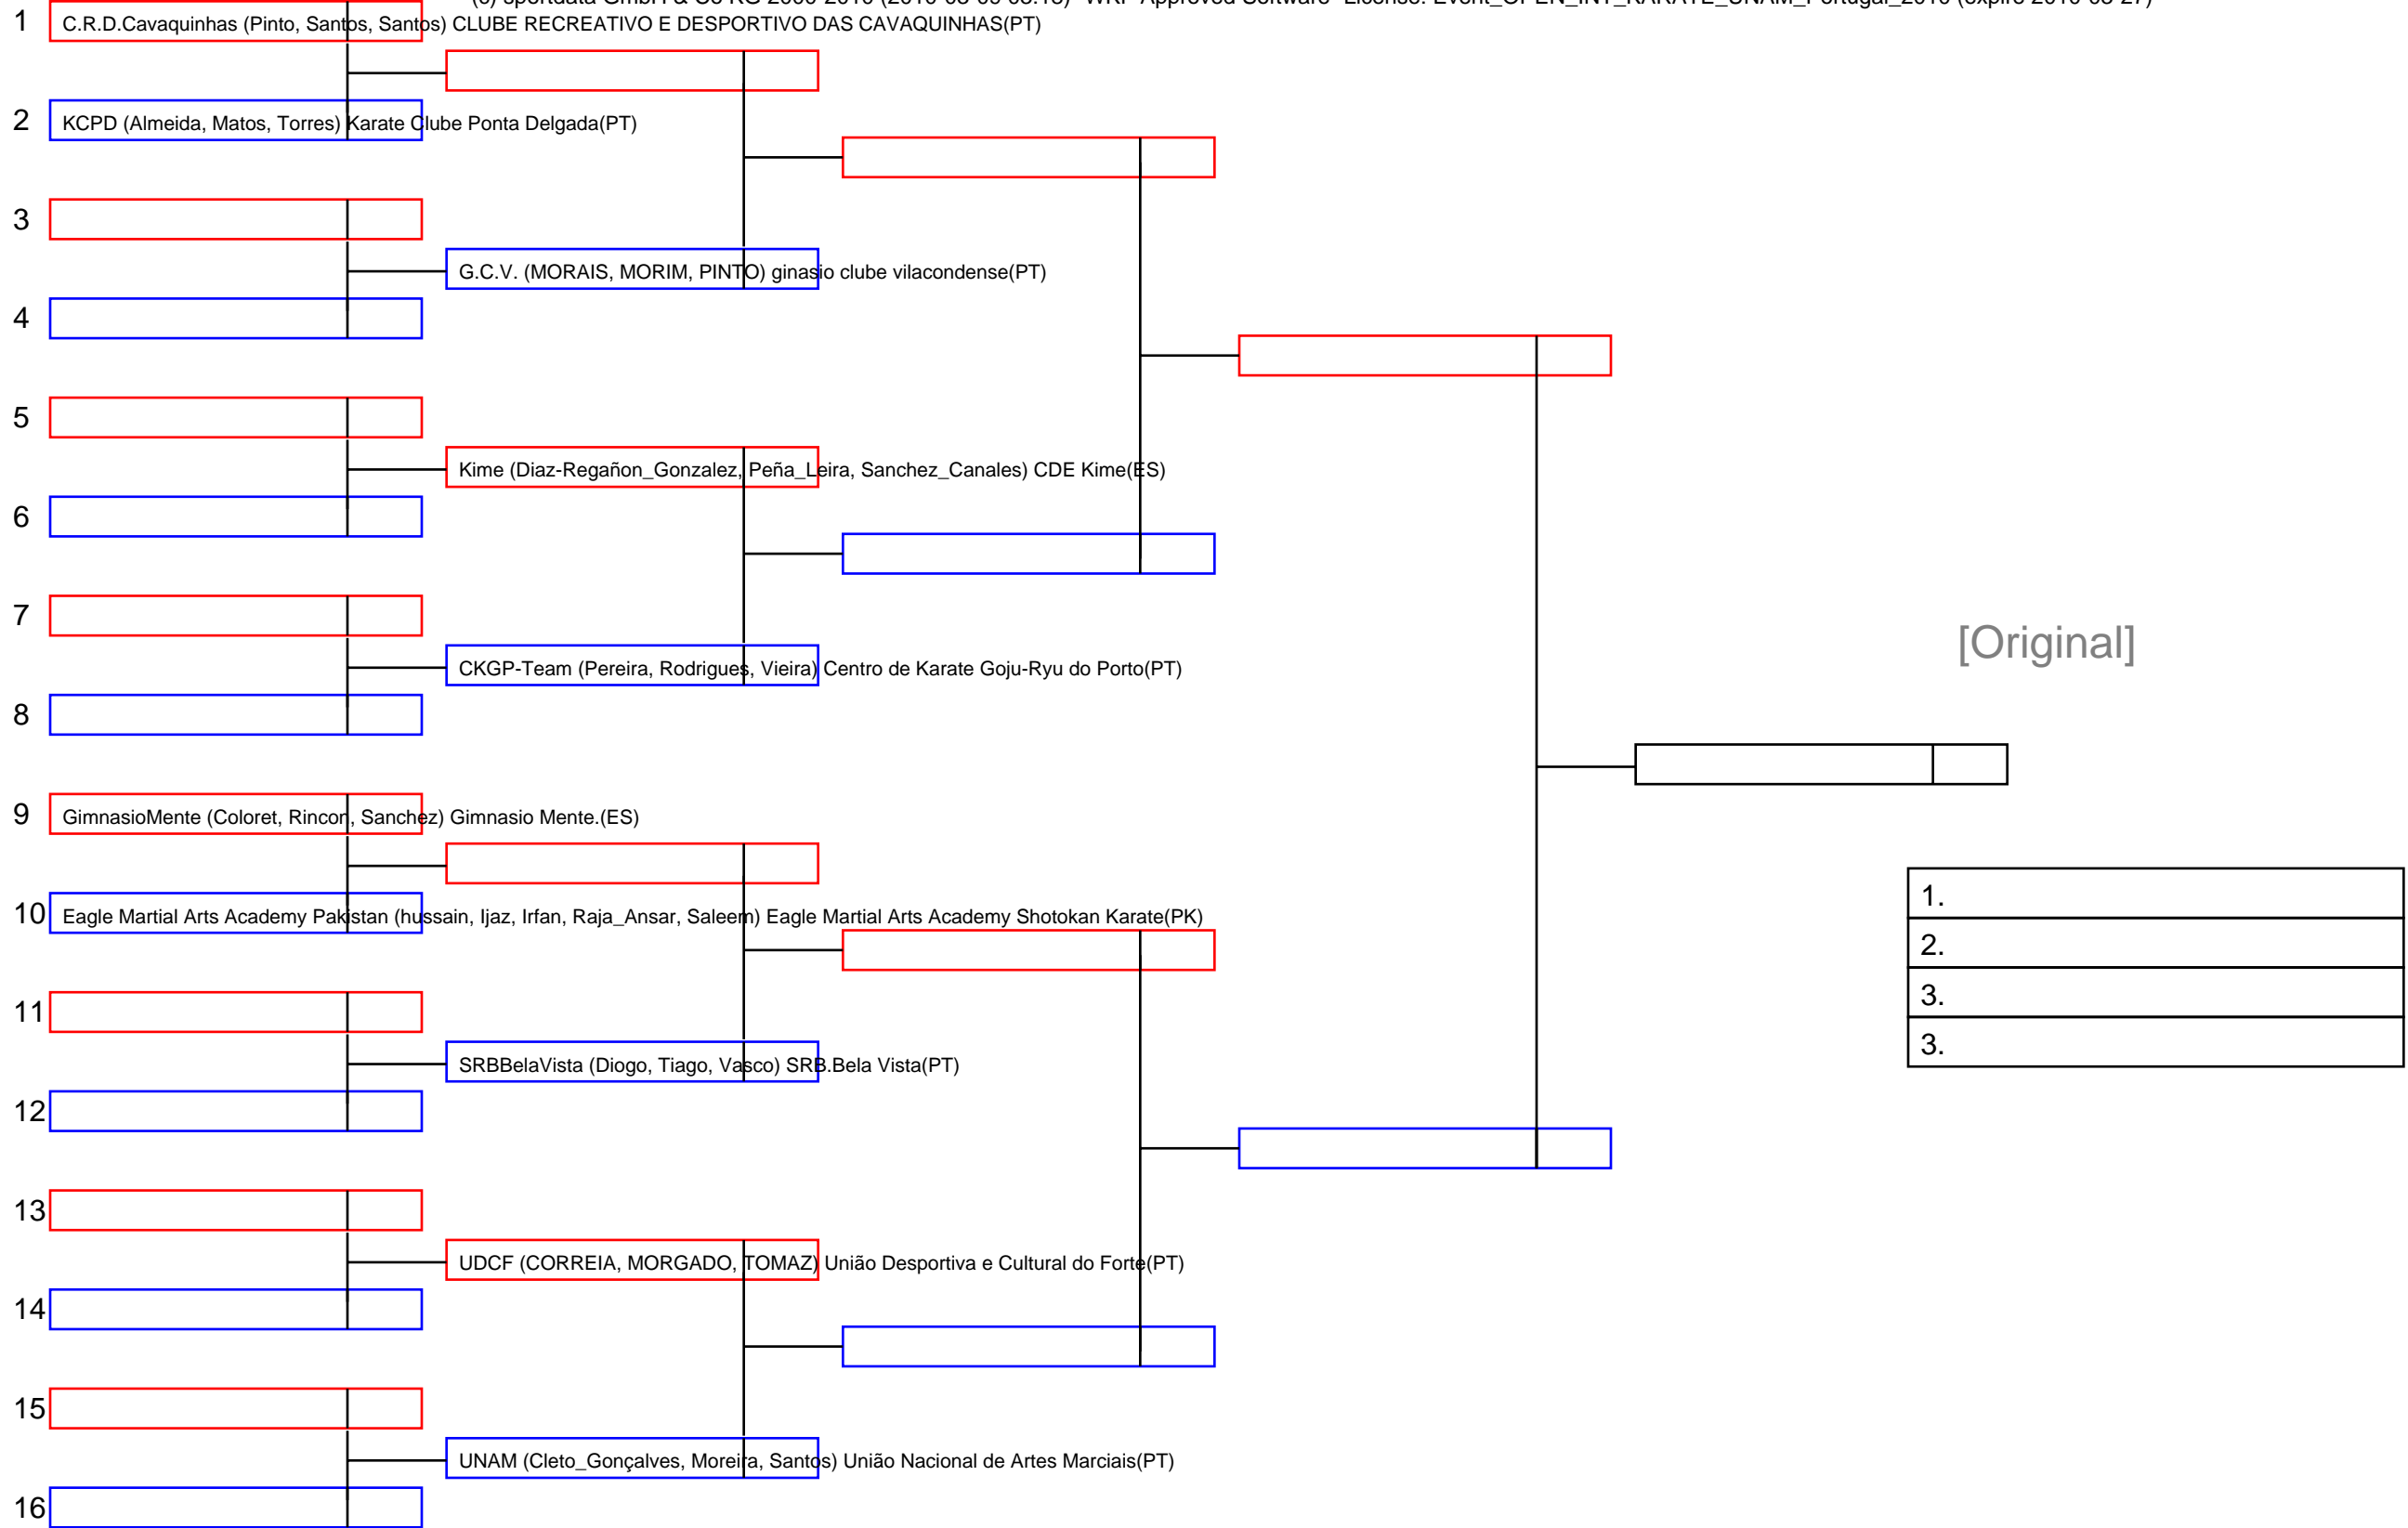 1 C.R.D.Cavaquinhas (Pinto, Santos, Santos) CLUBE RECREATIVO E DESPORTIVO DAS CAVAQUINHAS(PT)
2 KCPD (Almeida, Matos, Torres) Karate Clube Ponta Delgada(PT)
3
G.C.V. (MORAIS, MORIM, PINTO) ginasio clube vilacondense(PT)
4
5
Kime (Diaz-Regañon_Gonzalez, Peña_Leira, Sanchez_Canales) CDE Kime(ES)
6
7
[Original]
CKGP-Team (Pereira, Rodrigues, Vieira) Centro de Karate Goju-Ryu do Porto(PT)
8
9 GimnasioMente (Coloret, Rincon, Sanchez) Gimnasio Mente.(ES)
1.
10 Eagle Martial Arts Academy Pakistan (hussain, Ijaz, Irfan, Raja_Ansar, Saleem) Eagle Martial Arts Academy Shotokan Karate(PK)
2.
3.
11
3.
SRBBelaVista (Diogo, Tiago, Vasco) SRB.Bela Vista(PT)
12
13
UDCF (CORREIA, MORGADO, TOMAZ) União Desportiva e Cultural do Forte(PT)
14
15
UNAM (Cleto_Gonçalves, Moreira, Santos) União Nacional de Artes Marciais(PT)
16